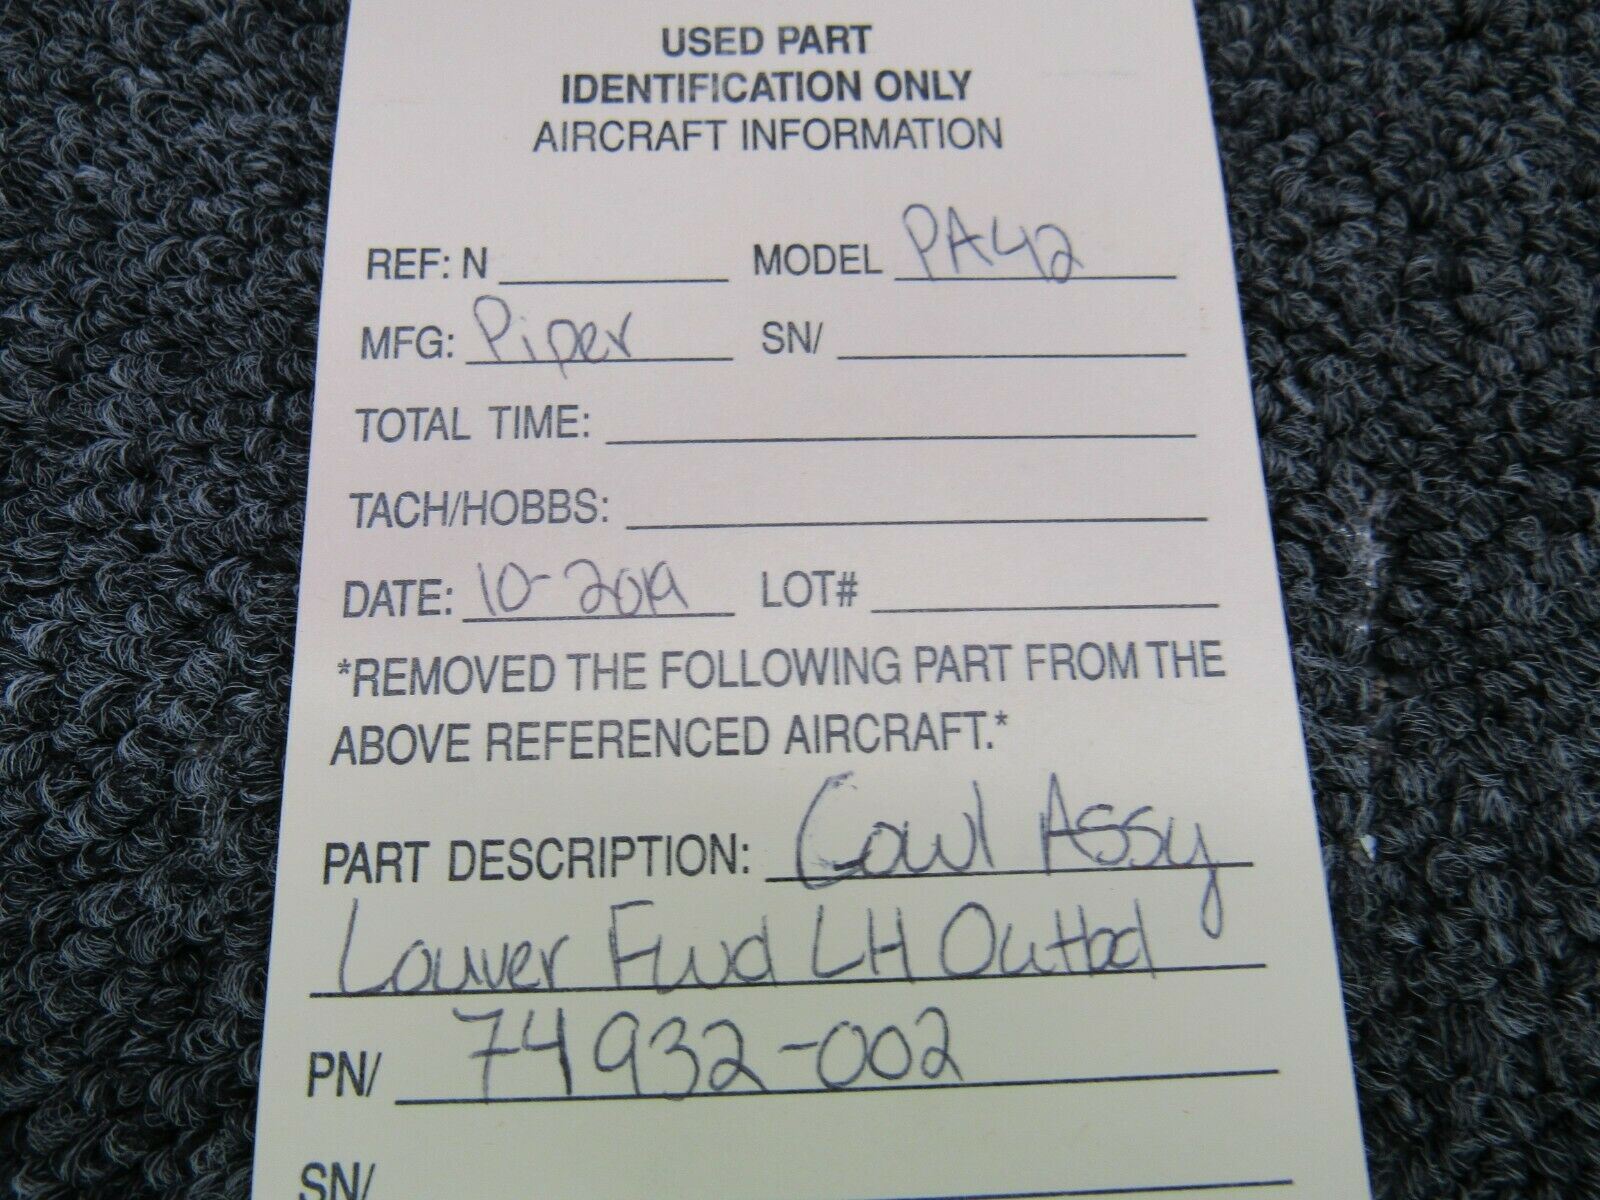 USED PART
IDENTIFICATION ONLY
AIRCRAFT INFORMATION
REF: N MODEL PA42
MFG: Piper SN/
TOTAL TIME:
TACH/HOBBS:
DATE: 10-2019 LOT#
*REMOVED THE FOLLOWING PART FROM THE
ABOVE REFERENCED AIRCRAFT.*
PART DESCRIPTION: Cowl Assy
Louver Fwd LH Outbd
PN/ 74932-002
SN/